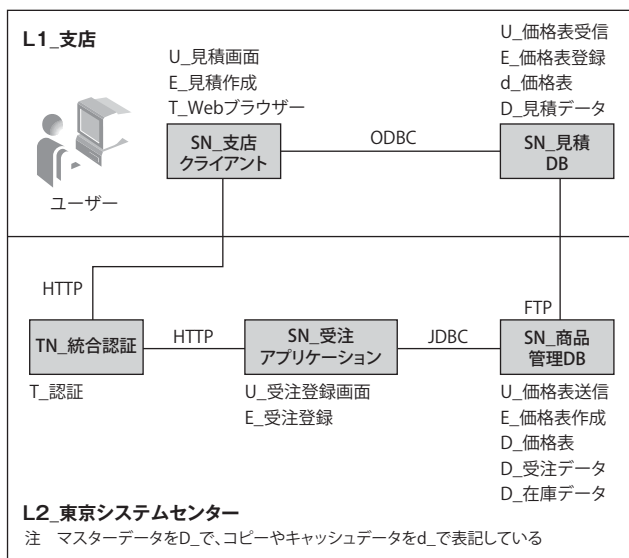 L1_支店
U_見積画面
E_見積作成
T_Webブラウザー
U_価格表受信
E_価格表登録
d_価格表
D_見積データ
ユーザー
SN_支店
クライアント
ODBC
SN_見積
DB
HTTP
FTP
TN_統合認証
HTTP
SN_受注
アプリケーション
JDBC
SN_商品
管理DB
T_認証
U_受注登録画面
E_受注登録
U_価格表送信
E_価格表作成
D_価格表
D_受注データ
D_在庫データ
L2_東京システムセンター
注　マスターデータをD_で、コピーやキャッシュデータをd_で表記している